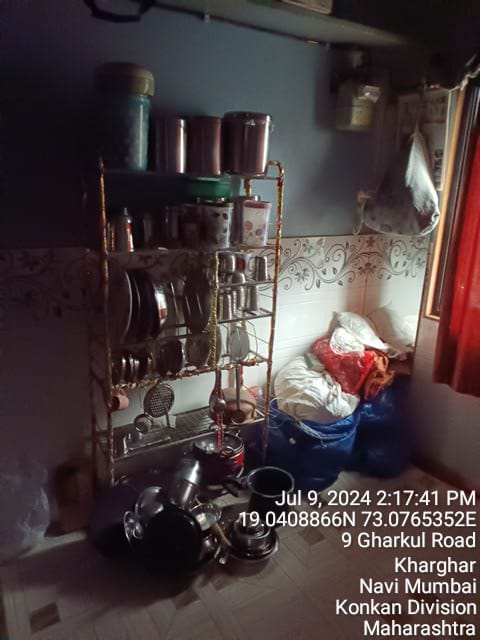 Jul 9, 2024 2:17:41 PM
19.0408866N 73.0765352E
9 Gharkul Road
Kharghar
Navi Mumbai
Konkan Division
Maharashtra